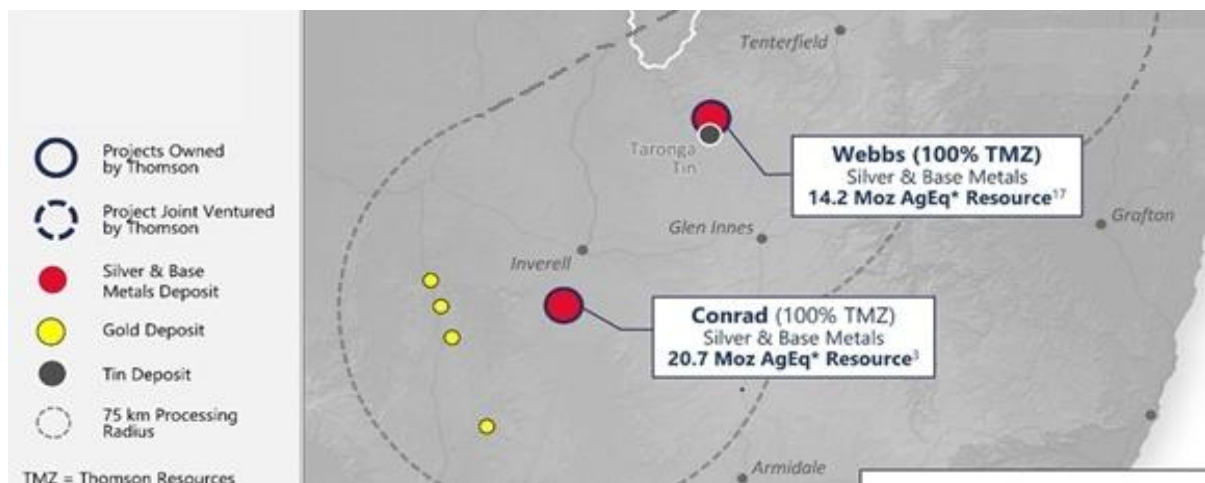 Projects Owned
by Thomson
Project Joint Ventured
by Thomson
Silver & Base
Metals Deposit
Gold Deposit
Tin Deposit
75 km Processing
Radius
TMZ = Thomson Resources
Tenterfield
Taronga
Tin
Webbs (100% TMZ)
Silver & Base Metals
14.2 Moz AgEq* Resource¹⁷
Grafton
Glen Innes
Inverell
Conrad (100% TMZ)
Silver & Base Metals
20.7 Moz AgEq* Resource³
Armidale